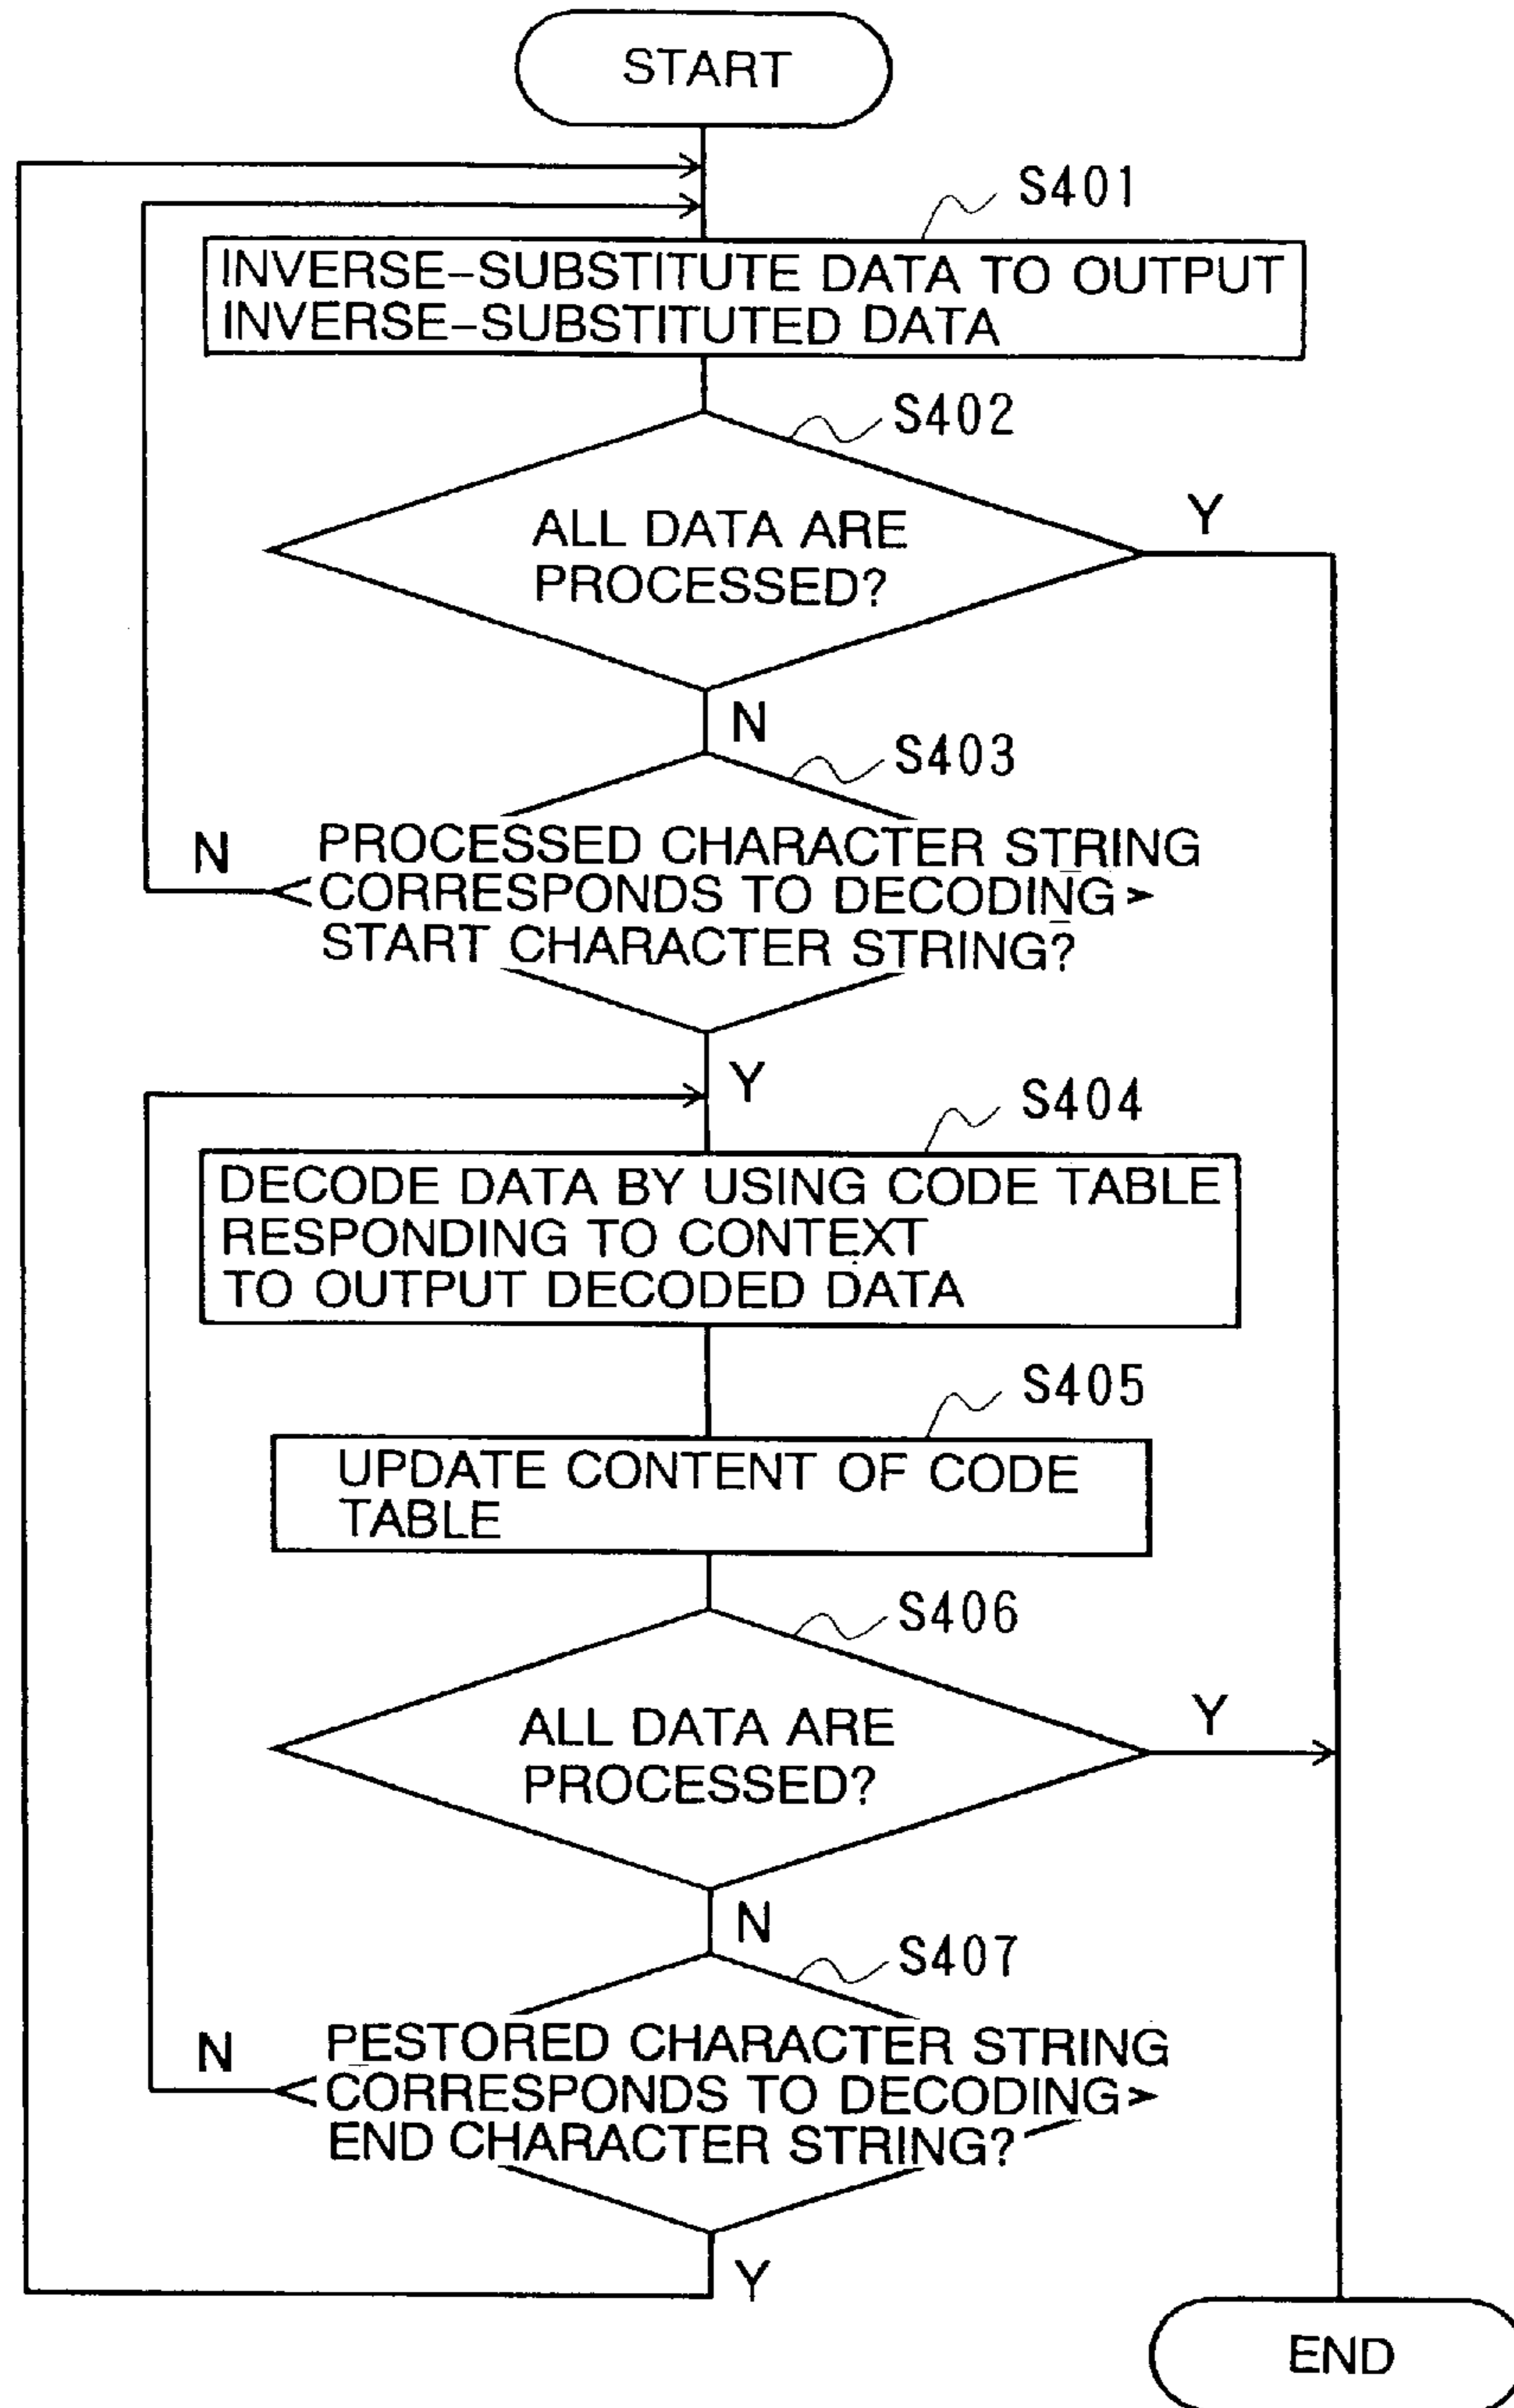 START
S401
INVERSE-SUBSTITUTE DATA TO OUTPUT
INVERSE-SUBSTITUTED DATA
S402
ALL DATA ARE
PROCESSED?
Y
N
S403
N
PROCESSED CHARACTER STRING
CORRESPONDS TO DECODING
START CHARACTER STRING?
Y
S404
DECODE DATA BY USING CODE TABLE
RESPONDING TO CONTEXT
TO OUTPUT DECODED DATA
S405
UPDATE CONTENT OF CODE
TABLE
S406
ALL DATA ARE
PROCESSED?
Y
N
S407
N
PESTORED CHARACTER STRING
CORRESPONDS TO DECODING
END CHARACTER STRING?
Y
END